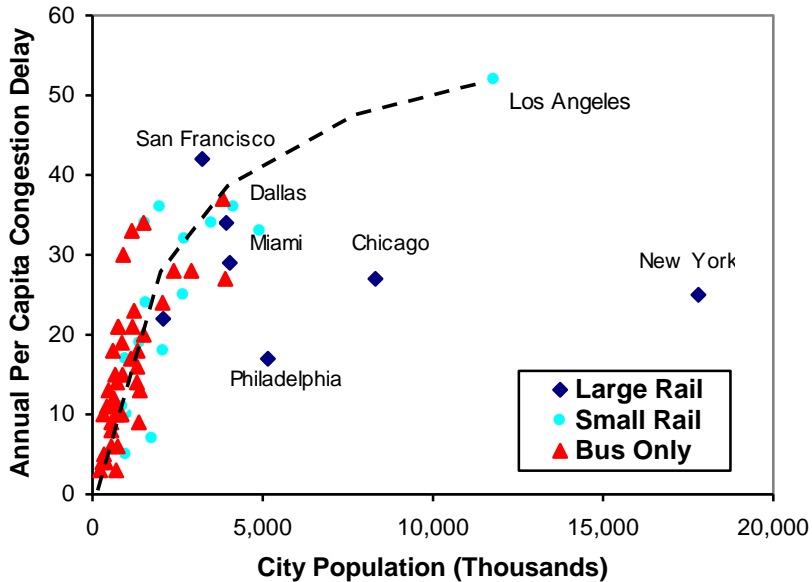 Annual Per Capita Congestion Delay
60
50
40
30
20
10
0
San Francisco
Los Angeles
Dallas
Miami
Chicago
New York
Philadelphia
Large Rail
Small Rail
Bus Only
0
5,000
10,000
15,000
20,000
City Population (Thousands)